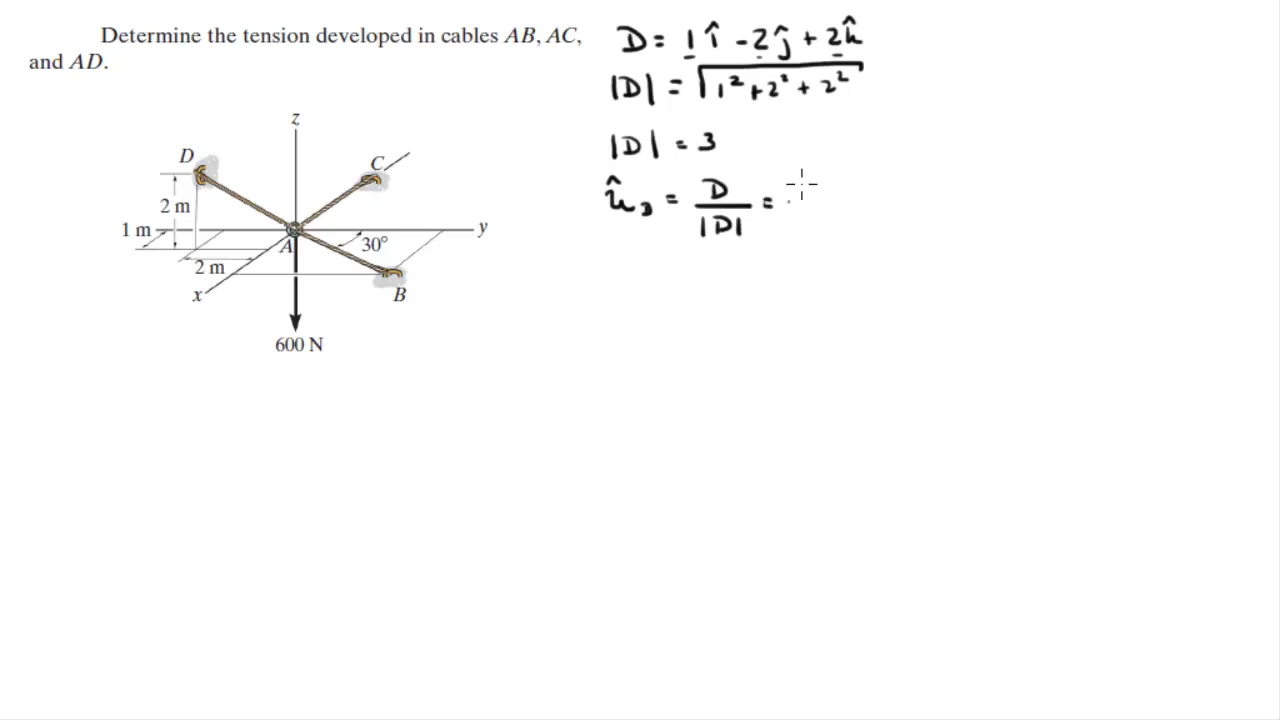 Determine the tension developed in cables AB, AC,
and AD.
z
D
C
2 m
1 m
y
A
30°
2 m
x
B
600 N
D = 1î - 2ĵ + 2k̂
|D| = √1² + 2² + 2²
|D| = 3
û_D = D/|D| =